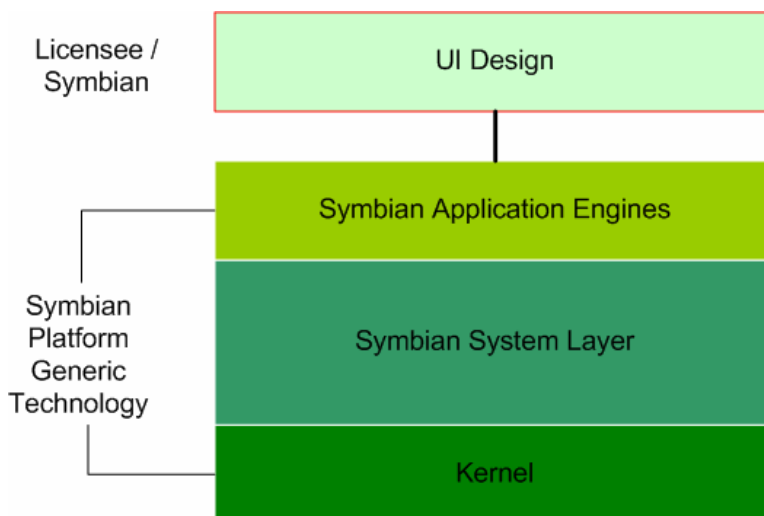 Licensee /
Symbian
UI Design
Symbian Application Engines
Symbian
Platform
Generic
Technology
Symbian System Layer
Kernel